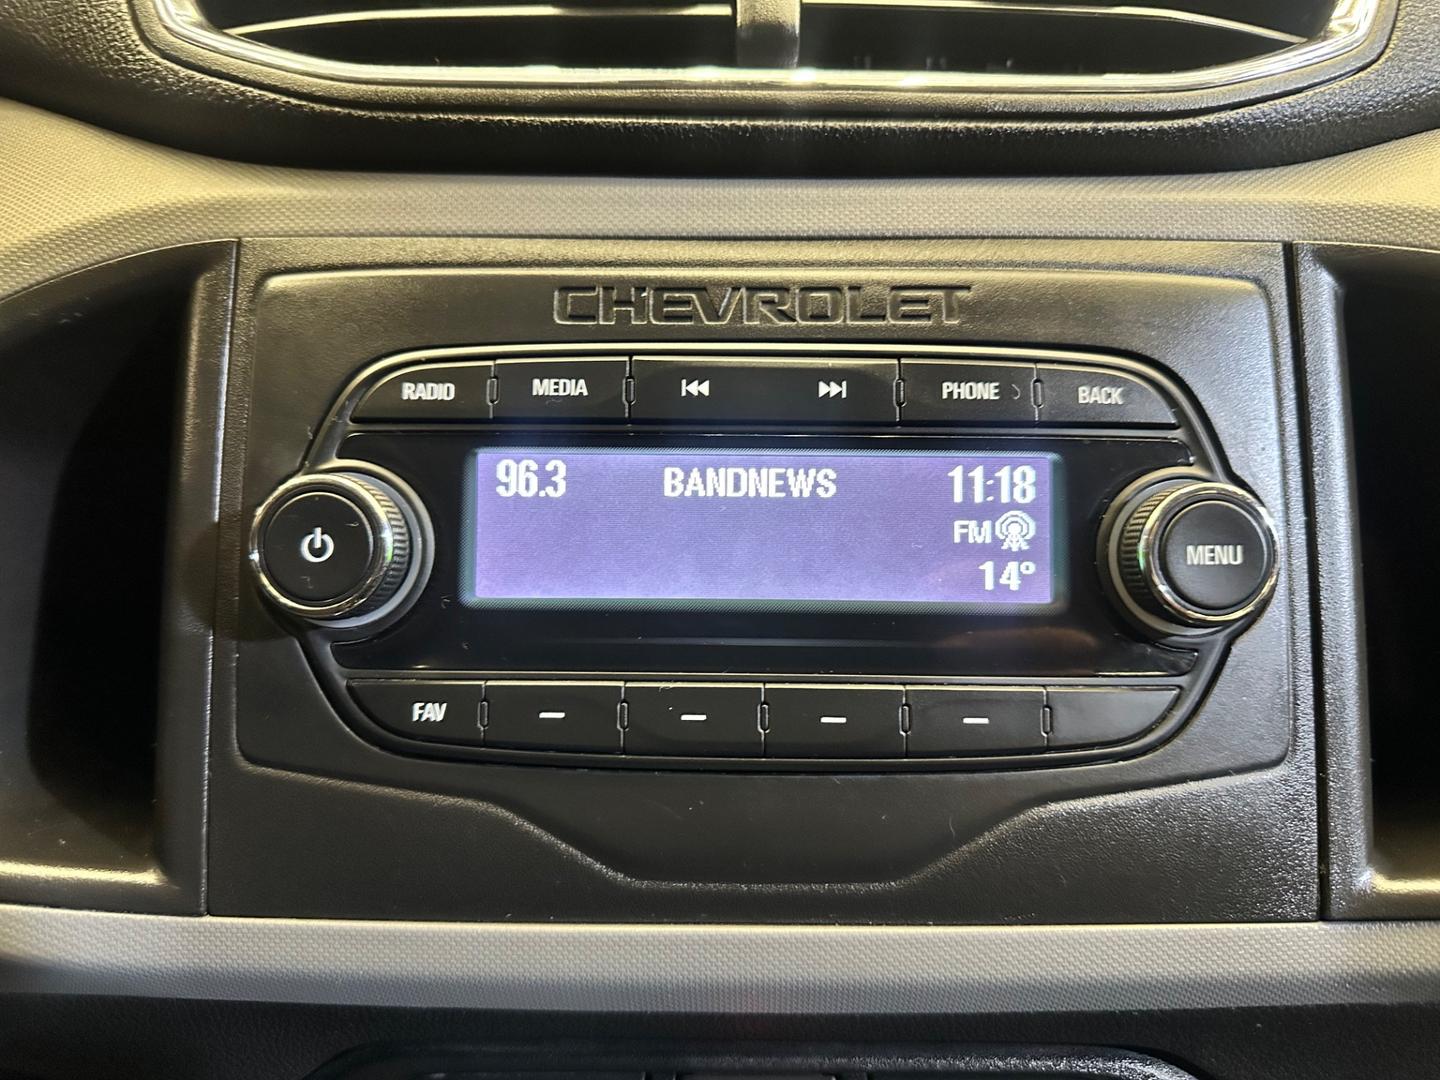 CHEVROLET
RADIO MEDIA PHONE BACK
96.3 BANDNEWS 11:18
FM
14°
MENU
FAV